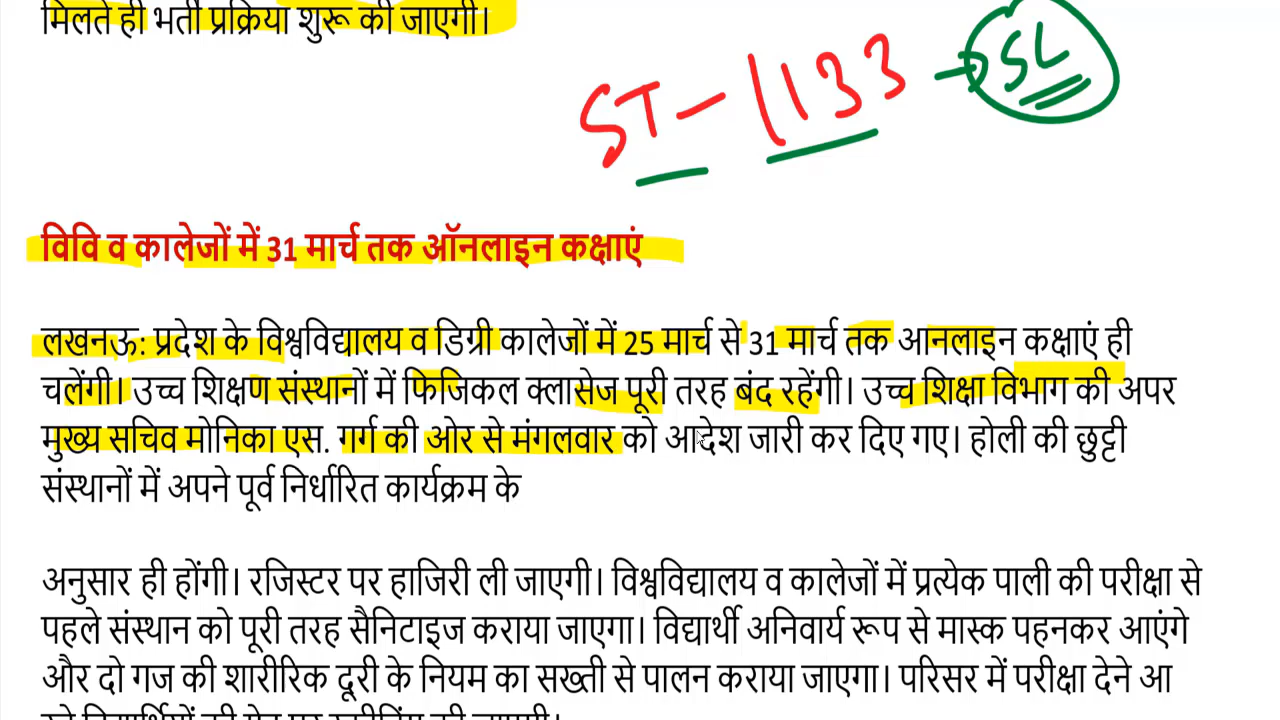 मिलते ही भर्ती प्रक्रिया शुरू की जाएगी।
ST - 1133 → SL
विवि व कालेजों में 31 मार्च तक ऑनलाइन कक्षाएं
लखनऊ: प्रदेश के विश्वविद्यालय व डिग्री कालेजों में 25 मार्च से 31 मार्च तक आनलाइन कक्षाएं ही
चलेंगी। उच्च शिक्षण संस्थानों में फिजिकल क्लासेज पूरी तरह बंद रहेंगी। उच्च शिक्षा विभाग की अपर
मुख्य सचिव मोनिका एस. गर्ग की ओर से मंगलवार को आदेश जारी कर दिए गए। होली की छुट्टी
संस्थानों में अपने पूर्व निर्धारित कार्यक्रम के
अनुसार ही होंगी। रजिस्टर पर हाजिरी ली जाएगी। विश्वविद्यालय व कालेजों में प्रत्येक पाली की परीक्षा से
पहले संस्थान को पूरी तरह सैनिटाइज कराया जाएगा। विद्यार्थी अनिवार्य रूप से मास्क पहनकर आएंगे
और दो गज की शारीरिक दूरी के नियम का सख्ती से पालन कराया जाएगा। परिसर में परीक्षा देने आ